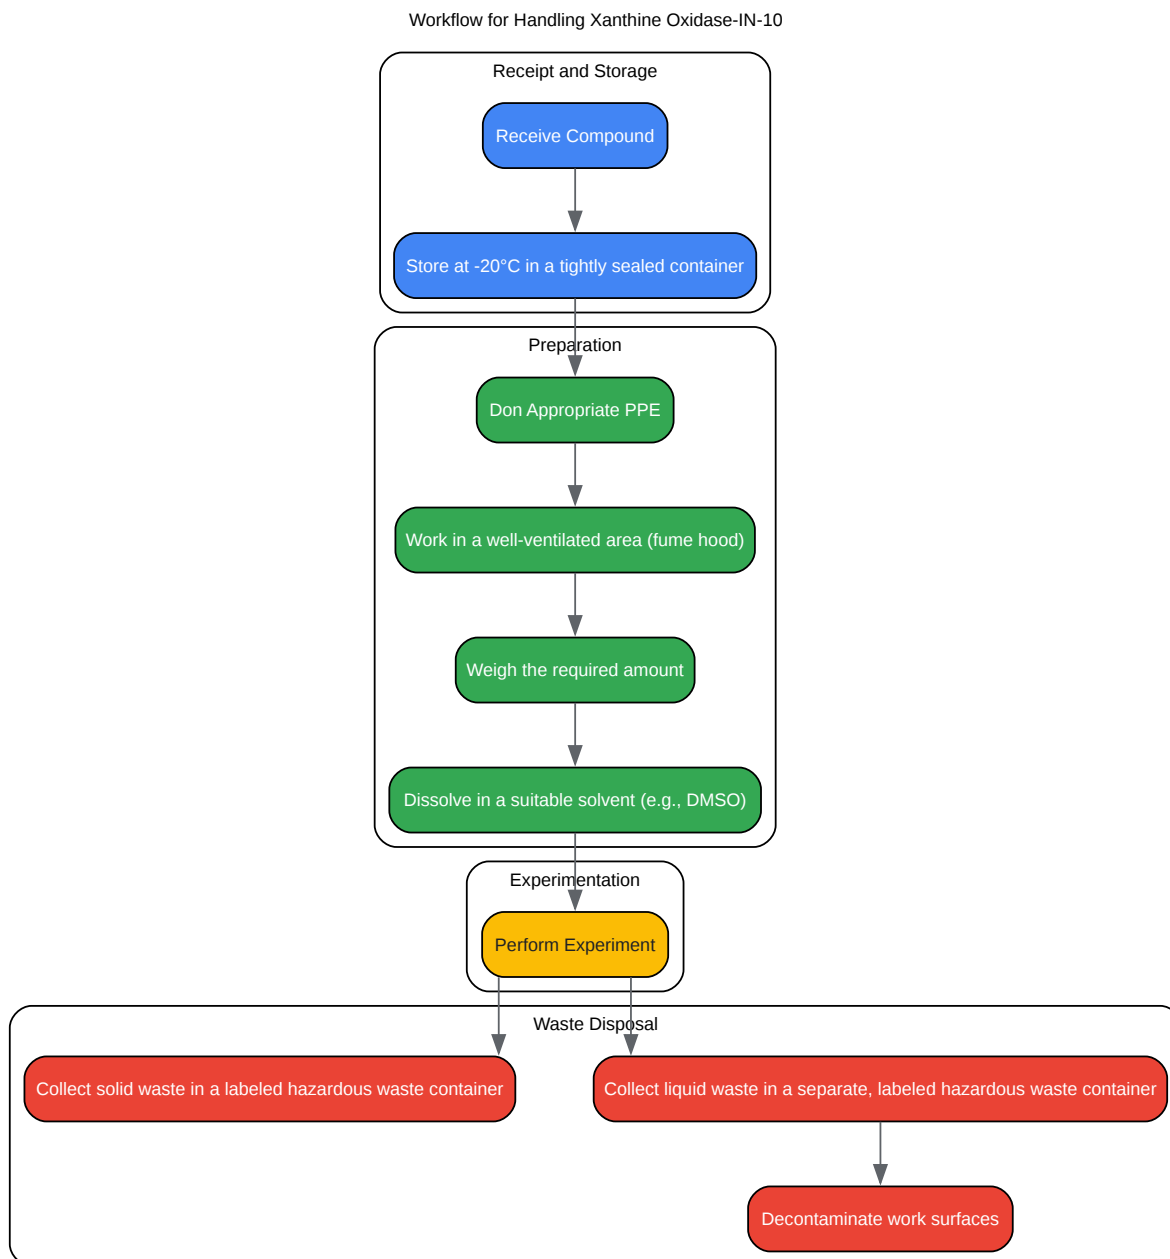 Workflow for Handling Xanthine Oxidase-IN-10
Receipt and Storage
Receive Compound
Store at -20°C in a tightly sealed container
Preparation
Don Appropriate PPE
Work in a well-ventilated area (fume hood)
Weigh the required amount
Dissolve in a suitable solvent (e.g., DMSO)
Experimentation
Perform Experiment
Waste Disposal
Collect solid waste in a labeled hazardous waste container
Collect liquid waste in a separate, labeled hazardous waste container
Decontaminate work surfaces